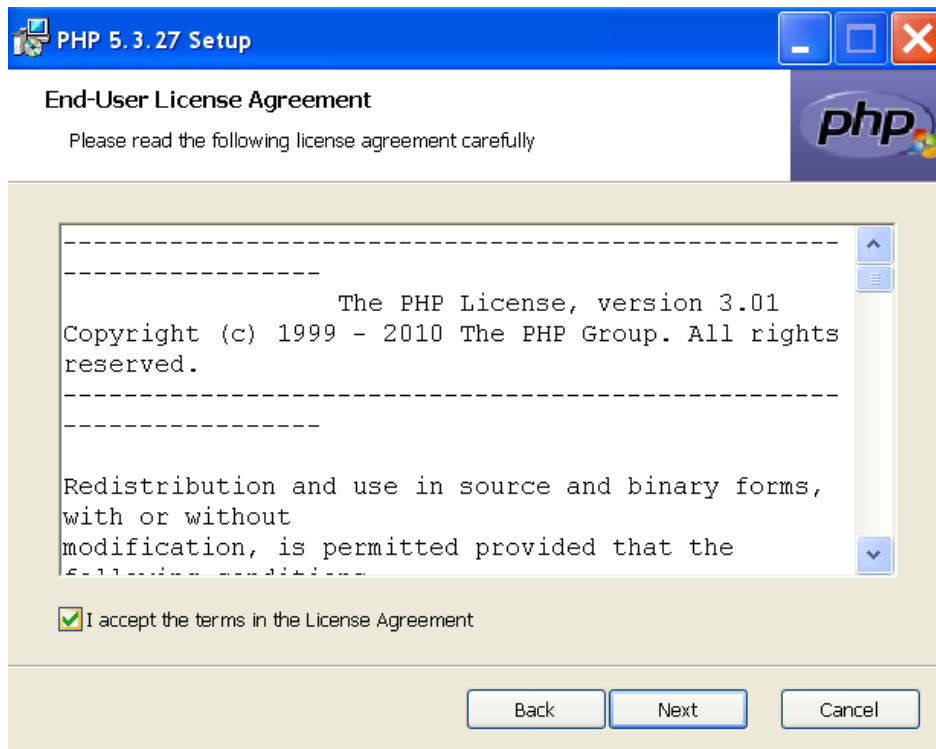 PHP 5.3.27 Setup
End-User License Agreement
Please read the following license agreement carefully
php
---------------------------------------------------
-----------------
The PHP License, version 3.01
Copyright (c) 1999 - 2010 The PHP Group. All rights
reserved.
---------------------------------------------------
-----------------
Redistribution and use in source and binary forms,
with or without
modification, is permitted provided that the
I accept the terms in the License Agreement
Back
Next
Cancel